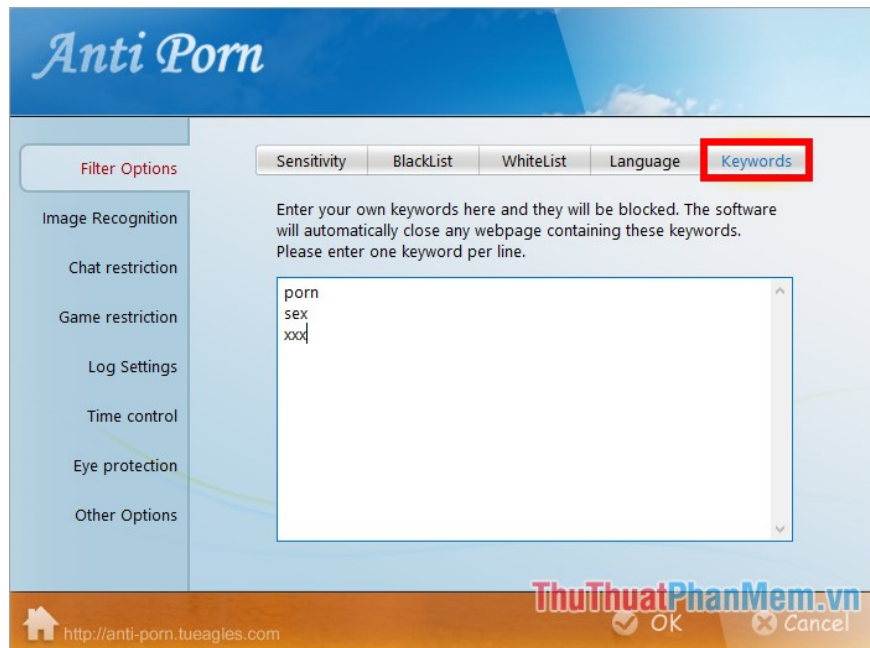 Anti Porn
Filter Options
Image Recognition
Chat restriction
Game restriction
Log Settings
Time control
Eye protection
Other Options
Sensitivity BlackList WhiteList Language Keywords
Enter your own keywords here and they will be blocked. The software
will automatically close any webpage containing these keywords.
Please enter one keyword per line.
porn
sex
xxx
ThuThuatPhanMem.vn
http://anti-porn.tueagles.com
OK Cancel